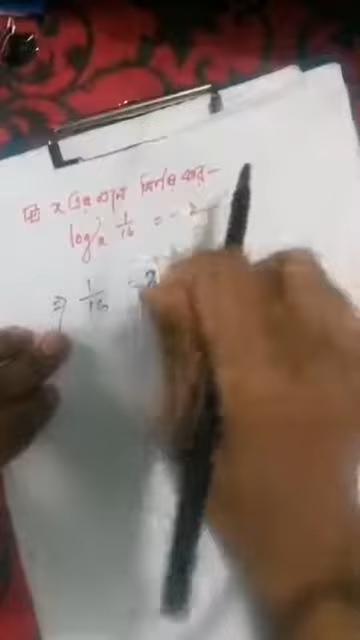 x এর মান নির্ণয় কর-
logₓ 1/16 = - 2
⇒ 1/16 =